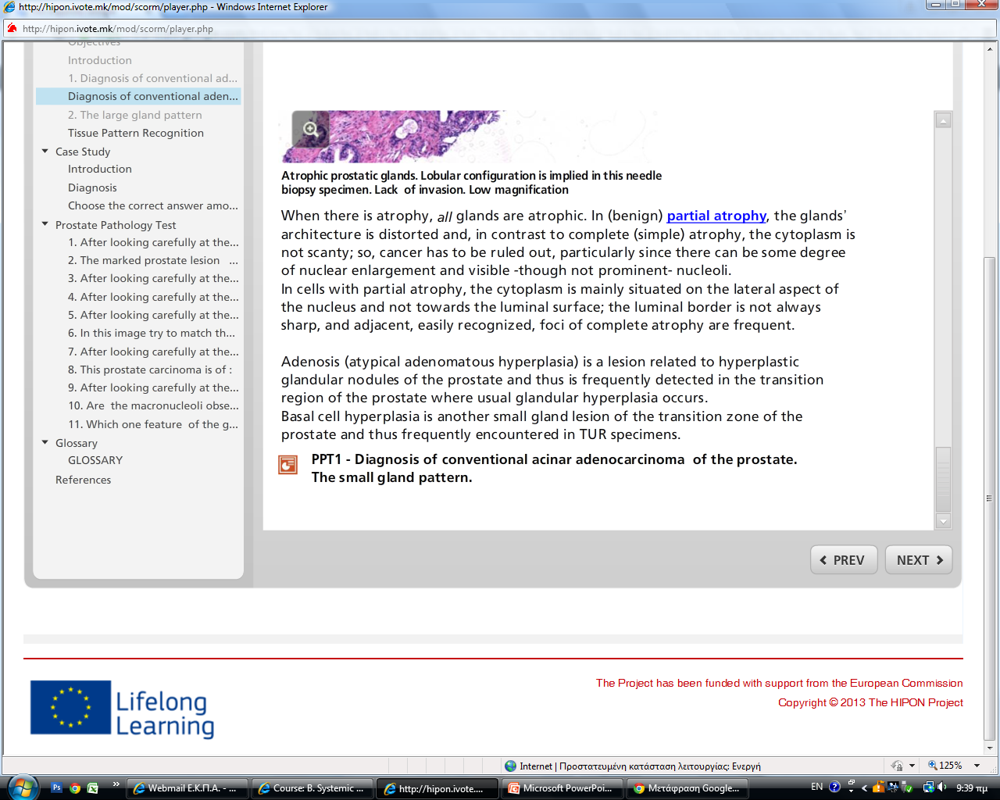 http://hipon.ivote.mk/mod/scorm/player.php - Windows Internet Explorer
http://hipon.ivote.mk/mod/scorm/player.php
Objectives
Introduction
1. Diagnosis of conventional ad...
Diagnosis of conventional aden...
2. The large gland pattern
Tissue Pattern Recognition
Case Study
Introduction
Diagnosis
Choose the correct answer amo...
Prostate Pathology Test
1. After looking carefully at the...
2. The marked prostate lesion ...
3. After looking carefully at the...
4. After looking carefully at the...
5. After looking carefully at the...
6. In this image try to match th...
7. After looking carefully at the...
8. This prostate carcinoma is of :
9. After looking carefully at the...
10. Are the macronucleoli obse...
11. Which one feature of the g...
Glossary
GLOSSARY
References
Atrophic prostatic glands. Lobular configuration is implied in this needle
biopsy specimen. Lack of invasion. Low magnification
When there is atrophy, all glands are atrophic. In (benign) partial atrophy, the glands’
architecture is distorted and, in contrast to complete (simple) atrophy, the cytoplasm is
not scanty; so, cancer has to be ruled out, particularly since there can be some degree
of nuclear enlargement and visible -though not prominent- nucleoli.
In cells with partial atrophy, the cytoplasm is mainly situated on the lateral aspect of
the nucleus and not towards the luminal surface; the luminal border is not always
sharp, and adjacent, easily recognized, foci of complete atrophy are frequent.
Adenosis (atypical adenomatous hyperplasia) is a lesion related to hyperplastic
glandular nodules of the prostate and thus is frequently detected in the transition
region of the prostate where usual glandular hyperplasia occurs.
Basal cell hyperplasia is another small gland lesion of the transition zone of the
prostate and thus frequently encountered in TUR specimens.
PPT1 - Diagnosis of conventional acinar adenocarcinoma of the prostate.
The small gland pattern.
PREV
NEXT
Lifelong
Learning
The Project has been funded with support from the European Commission
Copyright © 2013 The HIPON Project
Internet | Προστατευμένη κατάσταση λειτουργίας: Ενεργή
125%
Ps
Webmail Ε.Κ.Π.Α. - ...
Course: B. Systemic ...
http://hipon.ivote....
Microsoft PowerPoi...
Μετάφραση Google...
EN
9:39 πμ